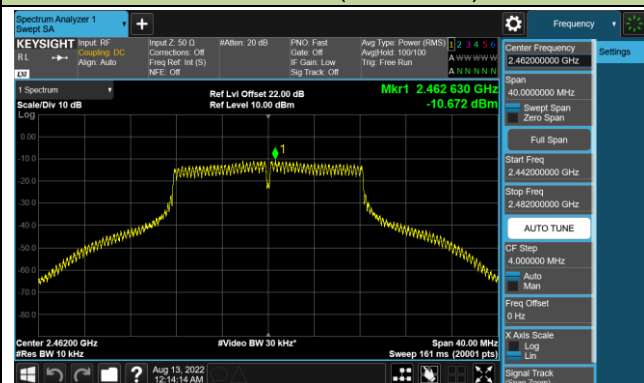 Spectrum Analyzer 1
Swept SA
Frequency
KEYSIGHT
RL
LXI
Input: RF
Coupling: DC
Align: Auto
Input Z: 50 Ω
Corrections: Off
Freq Ref: Int (S)
NFE: Off
#Atten: 20 dB
PNO: Fast
Gate: Off
IF Gain: Low
Sig Track: Off
Avg Type: Power (RMS)
Avg|Hold: 100/100
Trig: Free Run
1 2 3 4 5 6
A W W W W W
A N N N N N
1 Spectrum
Scale/Div 10 dB
Log
Ref Lvl Offset 22.00 dB
Ref Level 10.00 dBm
Mkr1 2.462 630 GHz
-10.672 dBm
1
0.00
-10.0
-20.0
-30.0
-40.0
-50.0
-60.0
-70.0
-80.0
Center 2.46200 GHz
#Res BW 10 kHz
#Video BW 30 kHz*
Span 40.00 MHz
Sweep 161 ms (20001 pts)
Aug 13, 2022
12:14:14 AM
?
Center Frequency
2.462000000 GHz
Settings
Span
40.0000000 MHz
Swept Span
Zero Span
Full Span
Start Freq
2.442000000 GHz
Stop Freq
2.482000000 GHz
AUTO TUNE
CF Step
4.000000 MHz
Auto
Man
Freq Offset
0 Hz
X Axis Scale
Log
Lin
Signal Track
(Span Zoom)